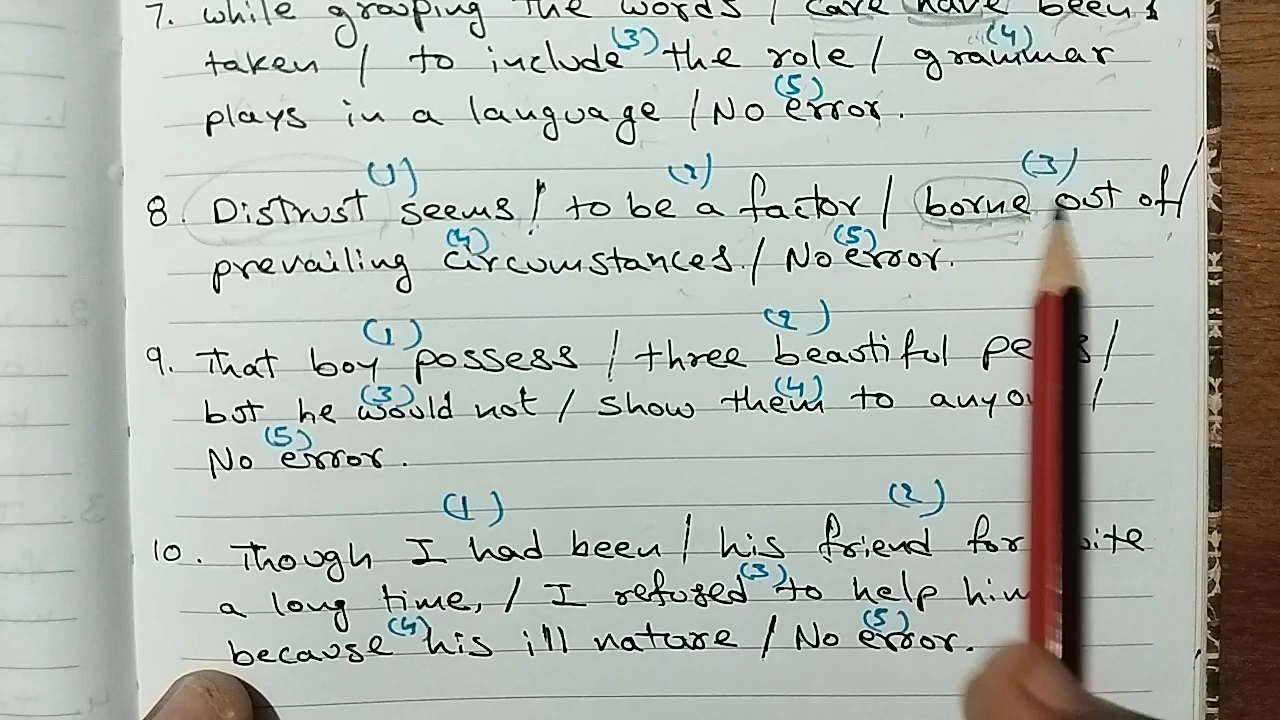 7. While grouping the words / care have been
taken / to include (3) the role / grammar (4)
plays in a language / No error. (5)
8. Distrust seems / (1) to be a factor / (2) borne out of / (3)
prevailing circumstances. / (4) No error. (5)
9. That boy possess / (1) three beautiful (2) /
but he would not / (3) show them to (4) /
No error. (5)
10. Though I had been / (1) his friend for (2)
a long time, / I refused to help (3)
because his ill nature / (4) No error. (5)